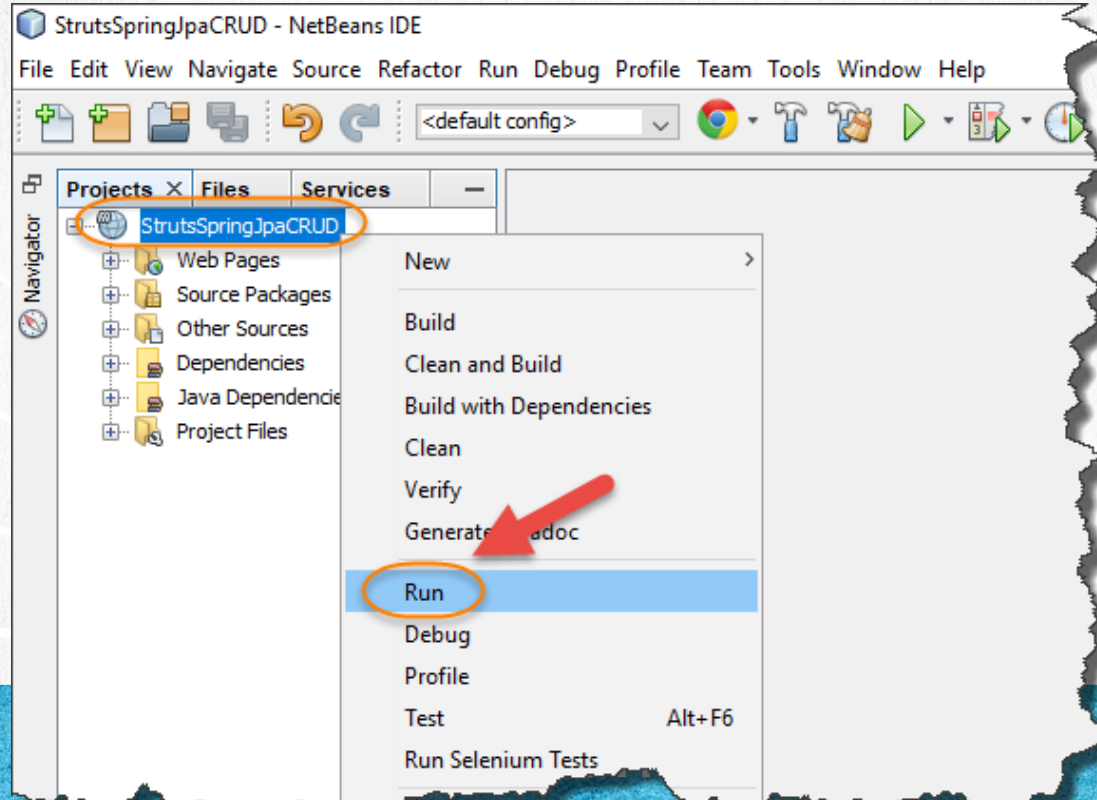 StrutsSpringJpaCRUD - NetBeans IDE
File Edit View Navigate Source Refactor Run Debug Profile Team Tools Window Help
<default config>
Projects Files Services
Navigator
StrutsSpringJpaCRUD
Web Pages
Source Packages
Other Sources
Dependencies
Java Dependencie
Project Files
New
Build
Clean and Build
Build with Dependencies
Clean
Verify
Generate adoc
Run
Debug
Profile
Test Alt+F6
Run Selenium Tests